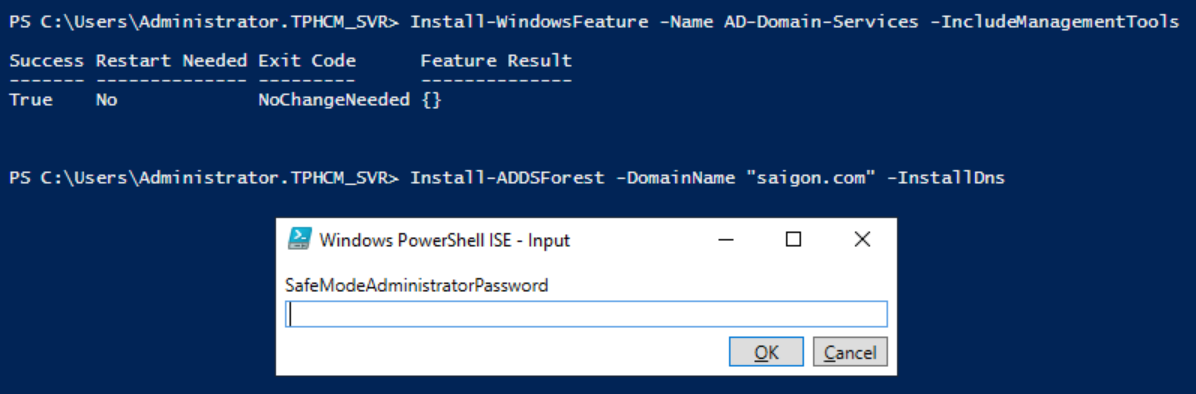 PS C:\Users\Administrator.TPHCM_SVR> Install-WindowsFeature -Name AD-Domain-Services -IncludeManagementTools
Success Restart Needed Exit Code      Feature Result
------- -------------- ---------      --------------
True    No             NoChangeNeeded {}
PS C:\Users\Administrator.TPHCM_SVR> Install-ADDSForest -DomainName "saigon.com" -InstallDns
Windows PowerShell ISE - Input
SafeModeAdministratorPassword
OK Cancel